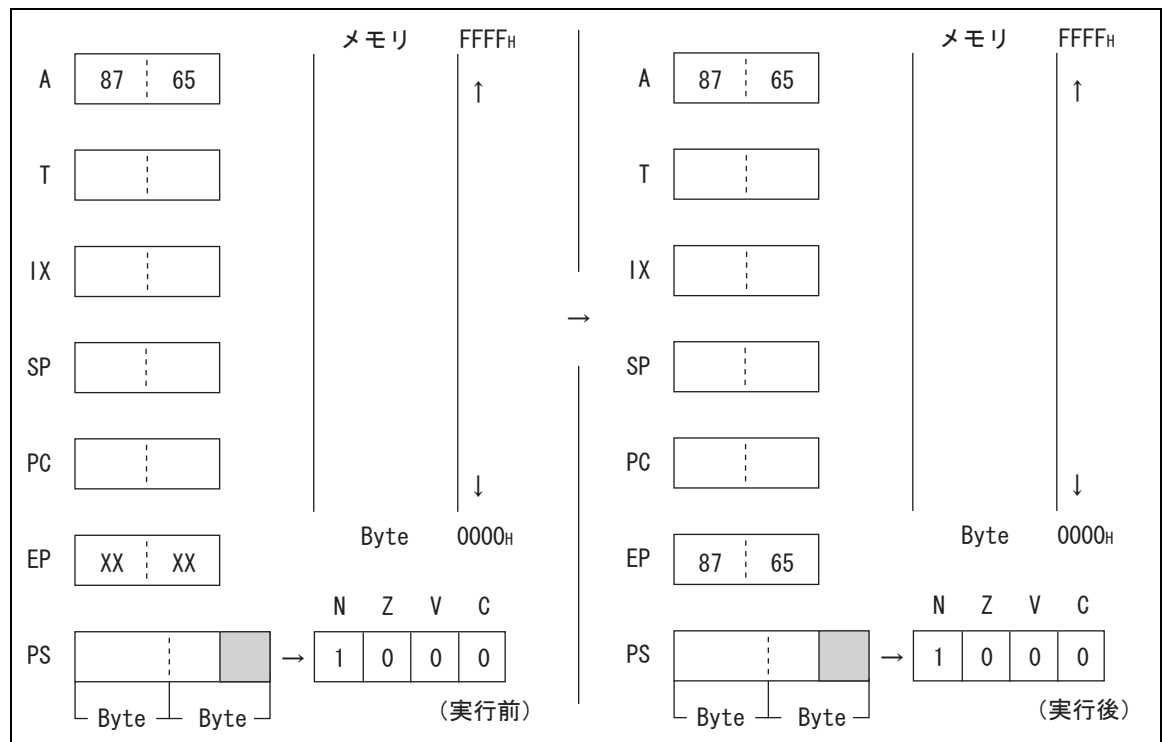 メモリ FFFFH
A 87 65 ↑
T
IX
SP
PC ↓
Byte 0000H
EP XX XX
N Z V C
PS → 1 0 0 0
Byte Byte (実行前)
→
メモリ FFFFH
A 87 65 ↑
T
IX
SP
PC ↓
Byte 0000H
EP 87 65
N Z V C
PS → 1 0 0 0
Byte Byte (実行後)